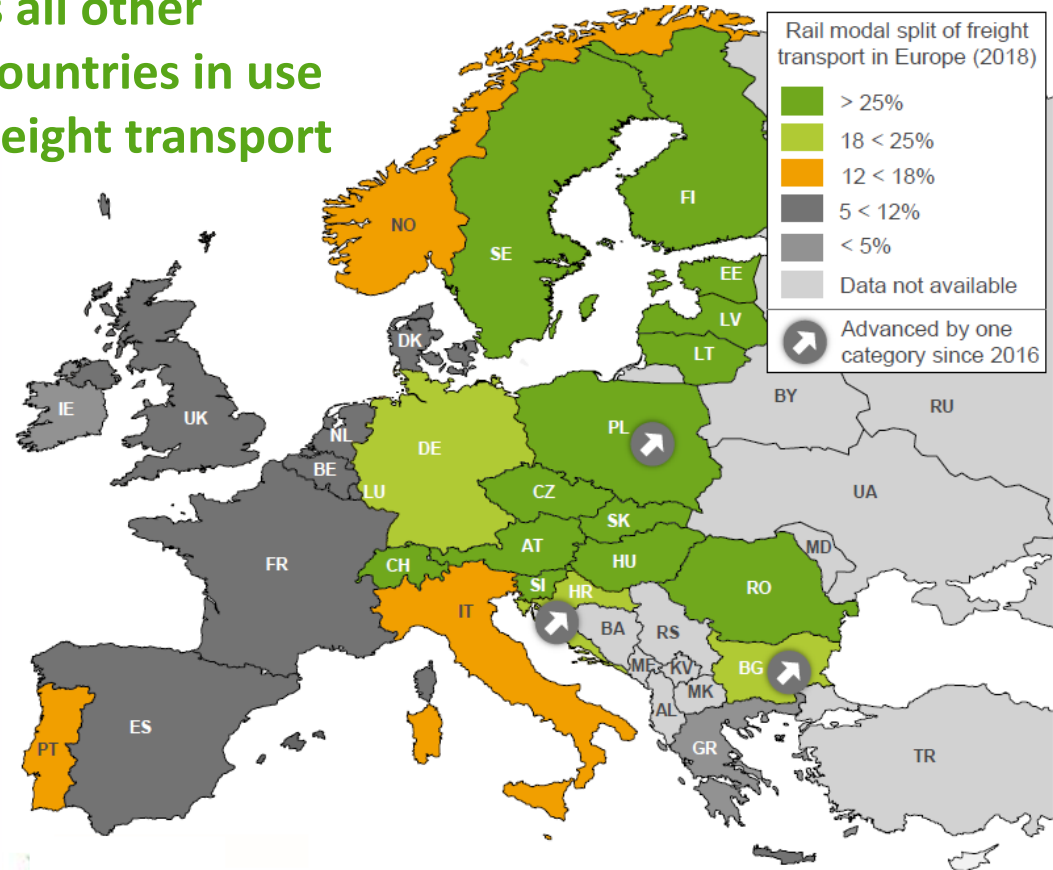 s all other
ountries in use
eight transport
Rail modal split of freight
transport in Europe (2018)
> 25%
18 < 25%
12 < 18%
5 < 12%
< 5%
Data not available
Advanced by one
category since 2016
NO
SE
FI
EE
LV
LT
DK
IE
UK
NL
BE
LU
DE
PL
BY
RU
UA
CZ
SK
MD
FR
CH
AT
HU
RO
SI
HR
IT
BA
RS
ME
KV
BG
MK
AL
PT
ES
GR
TR